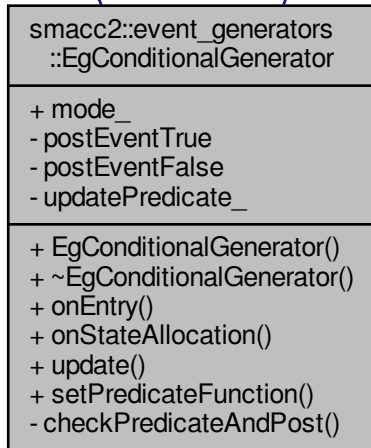 smacc2::event_generators
::EgConditionalGenerator
+ mode_
- postEventTrue
- postEventFalse
- updatePredicate_
+ EgConditionalGenerator()
+ ~EgConditionalGenerator()
+ onEntry()
+ onStateAllocation()
+ update()
+ setPredicateFunction()
- checkPredicateAndPost()